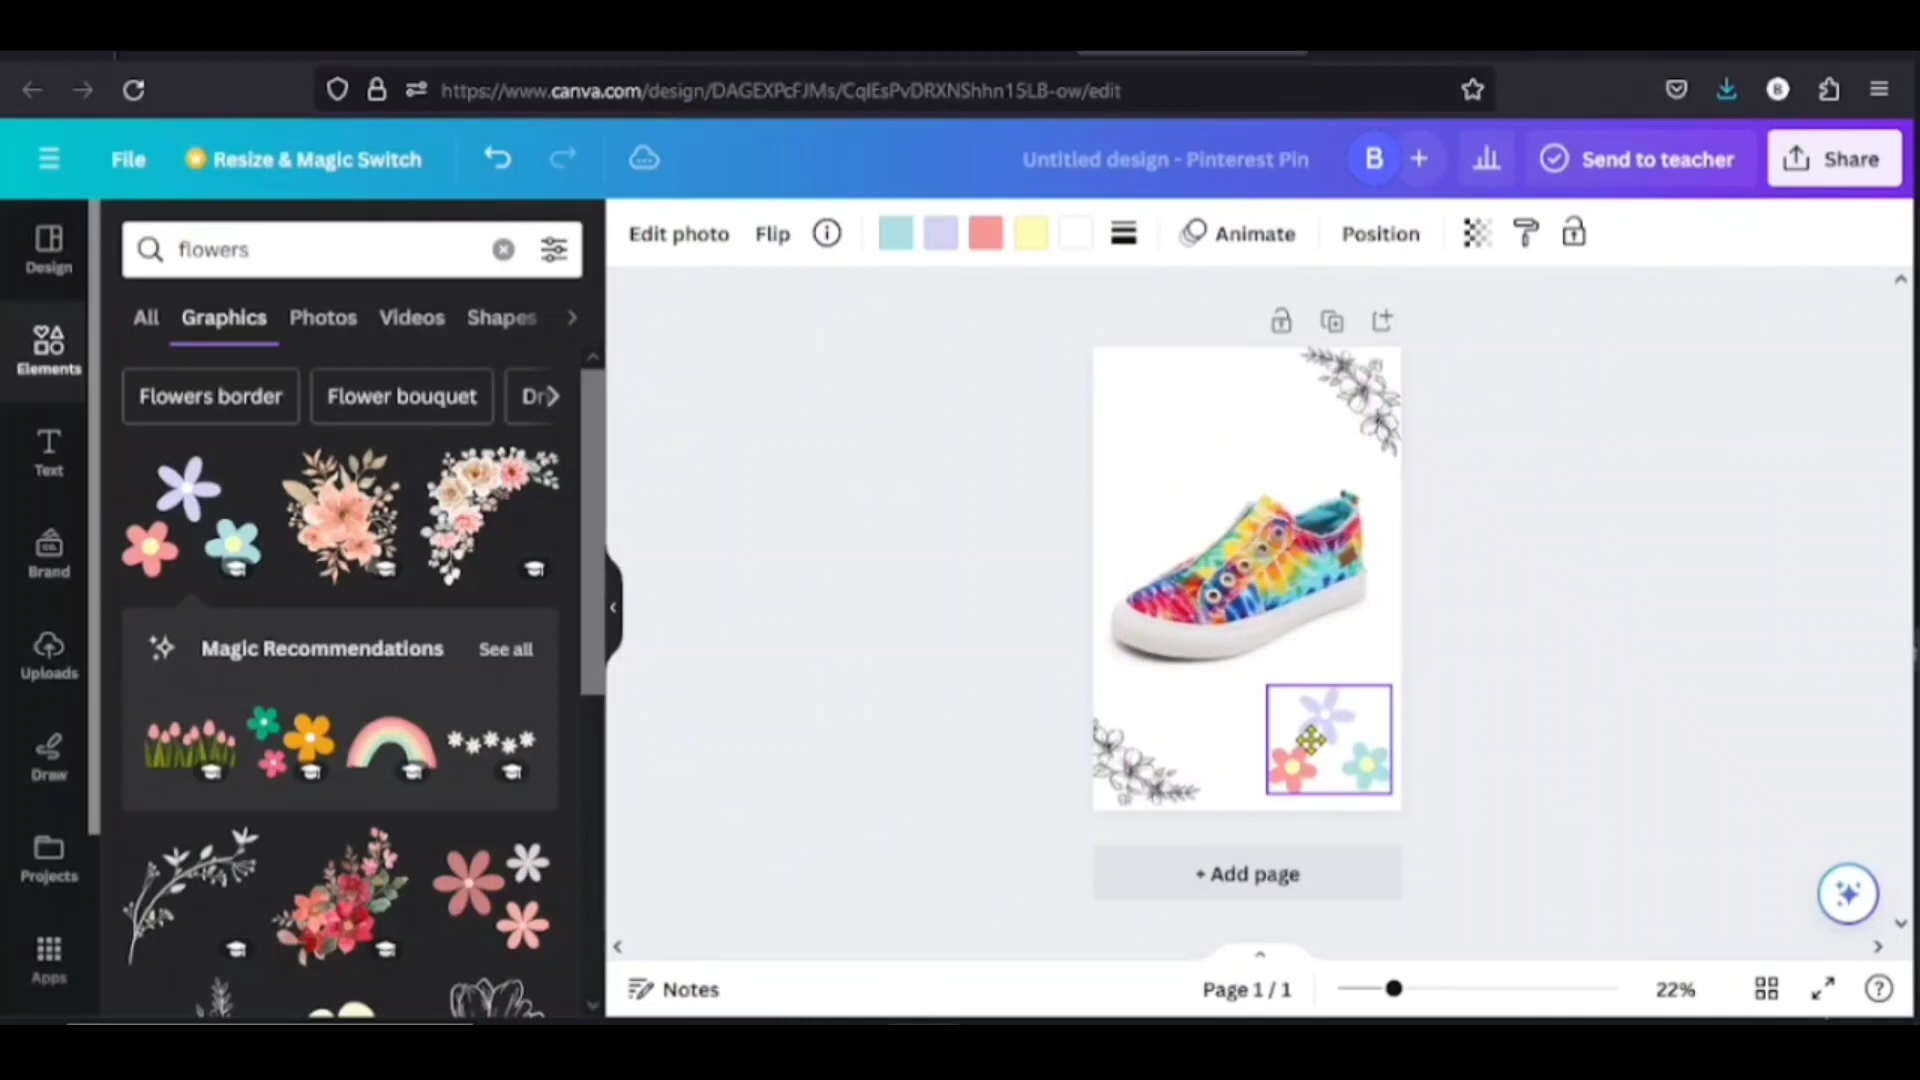 https://www.canva.com/design/DAGEXPcFJMs/CqlEsPvDRXNShhn15LB-ow/edit
B
File
Resize & Magic Switch
Untitled design - Pinterest Pin
B
Send to teacher
Share
Design
Elements
Text
Brand
Uploads
Draw
Projects
Apps
flowers
All Graphics Photos Videos Shapes
Flowers border
Flower bouquet
Magic Recommendations
See all
Edit photo
Flip
Animate
Position
+ Add page
Notes
Page 1 / 1
22%